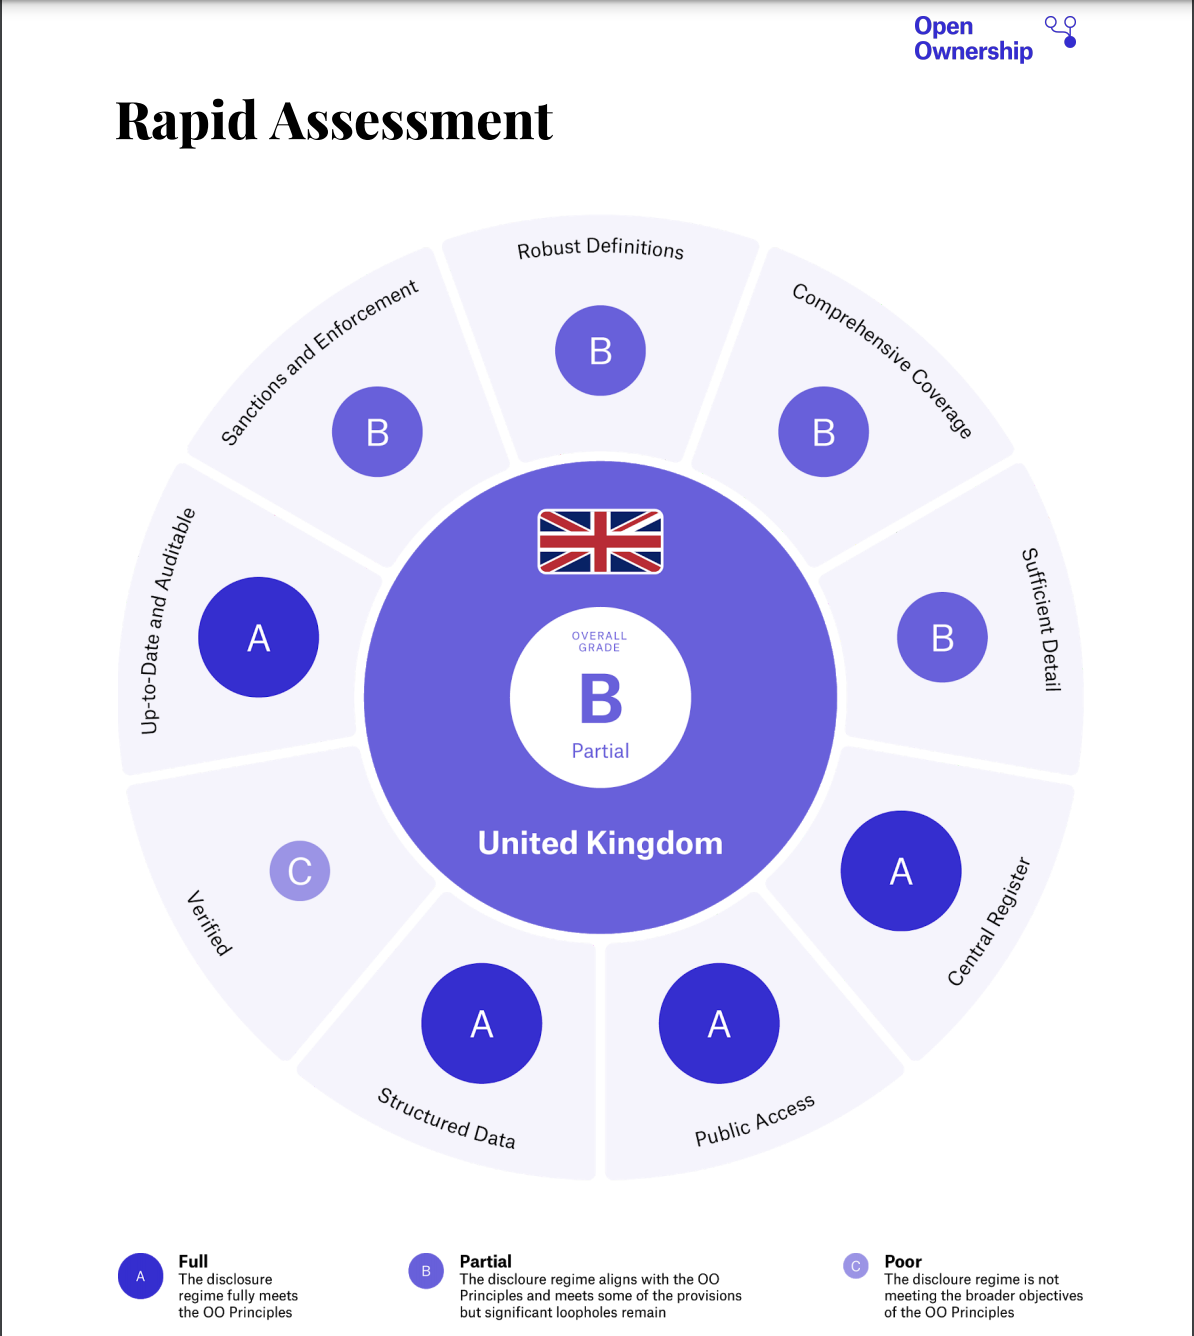 Open
Ownership
Rapid Assessment
Robust Definitions
B
Comprehensive Coverage
B
Sufficient Detail
B
Central Register
A
Public Access
A
Structured Data
A
Verified
C
Up-to-Date and Auditable
A
Sanctions and Enforcement
B
OVERALL
GRADE
B
Partial
United Kingdom
A
Full
The disclosure
regime fully meets
the OO Principles
B
Partial
The discloure regime aligns with the OO
Principles and meets some of the provisions
but significant loopholes remain
C
Poor
The discloure regime is not
meeting the broader objectives
of the OO Principles